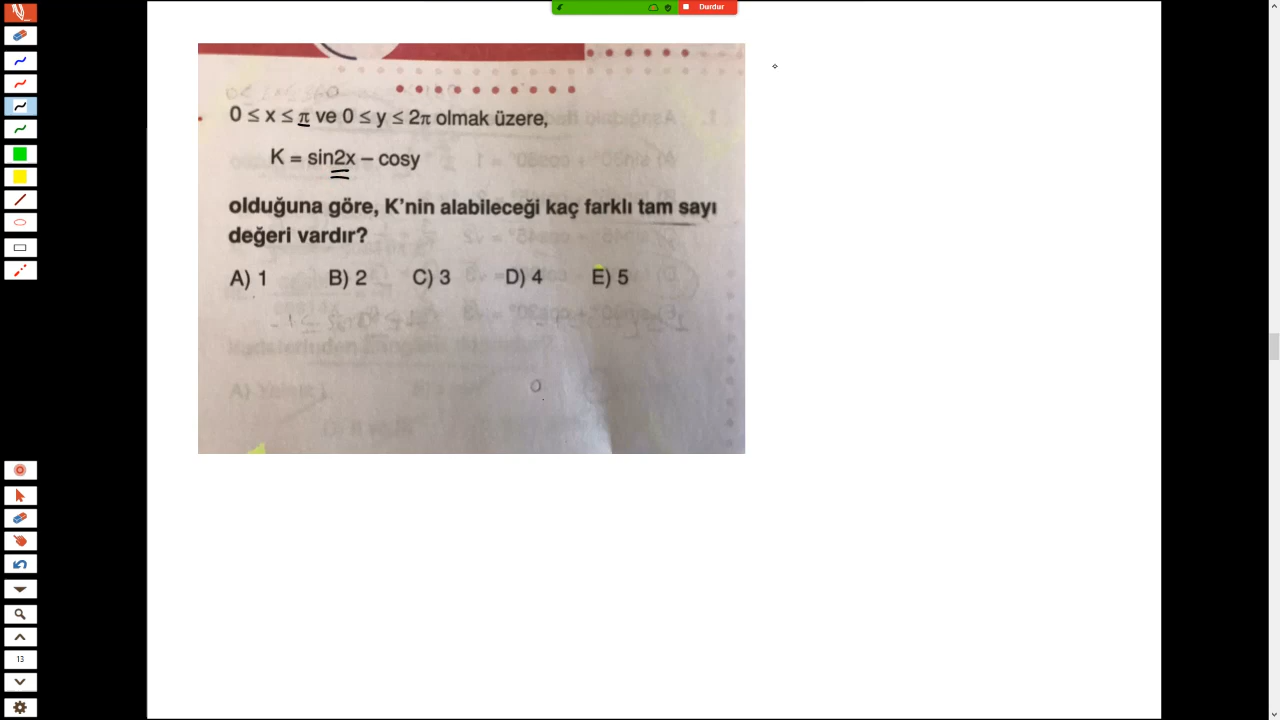 Durdur
0 ≤ x ≤ π ve 0 ≤ y ≤ 2π olmak üzere,
K = sin2x – cosy
olduğuna göre, K'nin alabileceği kaç farklı tam sayı
değeri vardır?
A) 1 B) 2 C) 3 D) 4 E) 5
13